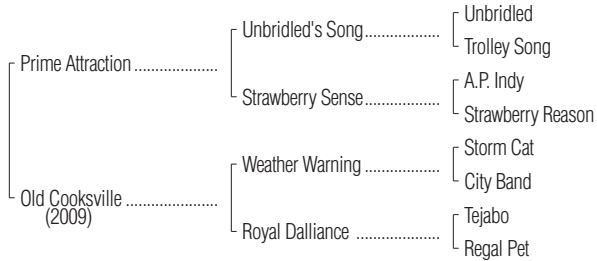 Prime Attraction ......................
Old Cooksville ........................
(2009)
Unbridled's Song...................
Strawberry Sense...................
Weather Warning ...................
Royal Dalliance .....................
Unbridled
Trolley Song
A.P. Indy
Strawberry Reason
Storm Cat
City Band
Tejabo
Regal Pet